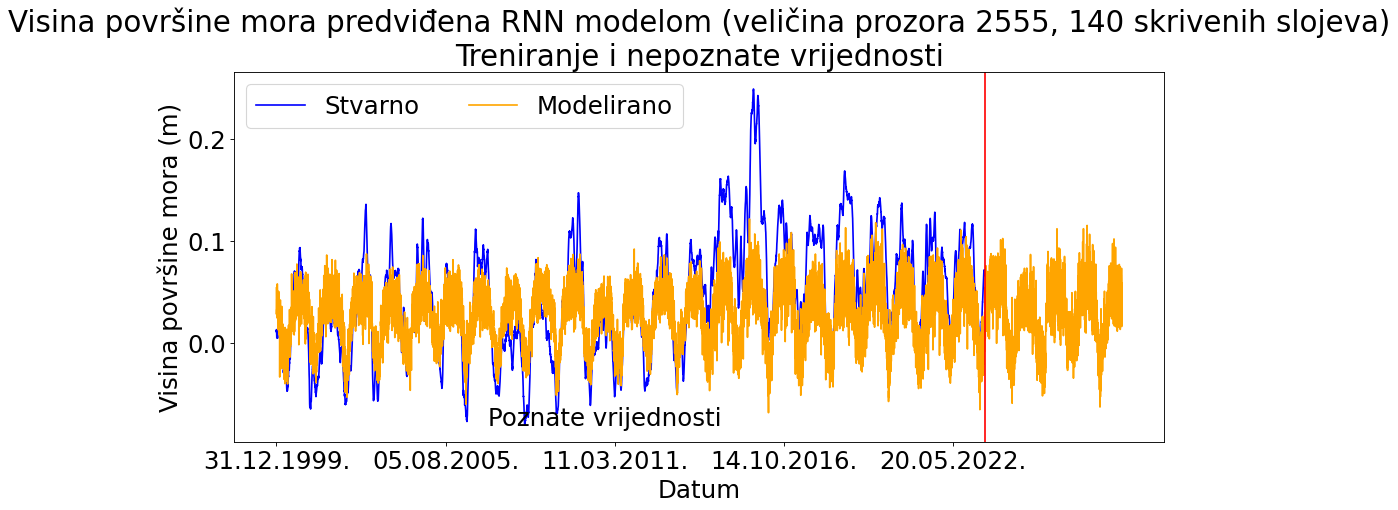 Visina površine mora predviđena RNN modelom (veličina prozora 2555, 140 skrivenih slojeva)
Treniranje i nepoznate vrijednosti
Stvarno
Modelirano
Visina površine mora (m)
0.2
0.1
0.0
Poznate vrijednosti
31.12.1999.
05.08.2005.
11.03.2011.
14.10.2016.
20.05.2022.
Datum